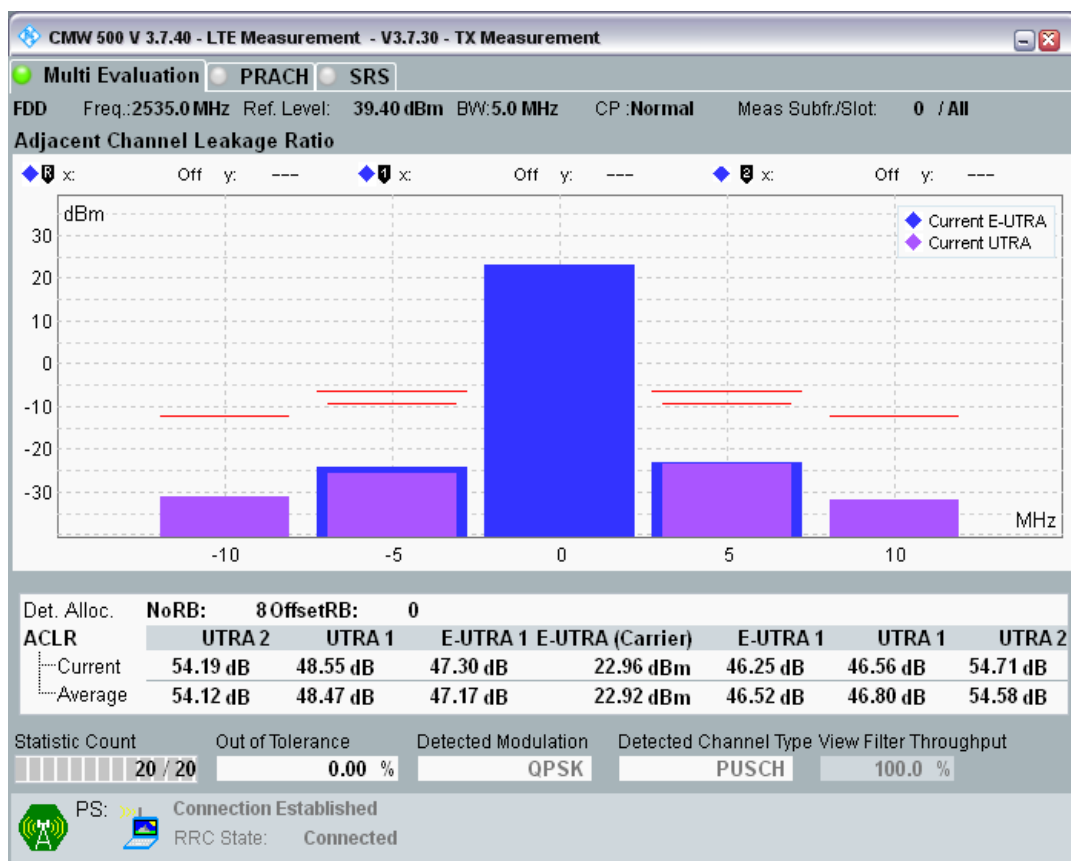 CMW 500 V 3.7.40 - LTE Measurement - V3.7.30 - TX Measurement
Multi Evaluation PRACH SRS
FDD Freq.:2535.0 MHz Ref. Level: 39.40 dBm BW:5.0 MHz CP :Normal Meas Subfr./Slot: 0 / All
Adjacent Channel Leakage Ratio
R x: Off y: --- 1 x: Off y: --- 2 x: Off y: ---
dBm
Current E-UTRA
Current UTRA
30
20
10
0
-10
-20
-30
MHz
-10 -5 0 5 10
Det. Alloc. NoRB: 8 OffsetRB: 0
ACLR UTRA 2 UTRA 1 E-UTRA 1 E-UTRA (Carrier) E-UTRA 1 UTRA 1 UTRA 2
Current 54.19 dB 48.55 dB 47.30 dB 22.96 dBm 46.25 dB 46.56 dB 54.71 dB
Average 54.12 dB 48.47 dB 47.17 dB 22.92 dBm 46.52 dB 46.80 dB 54.58 dB
Statistic Count Out of Tolerance Detected Modulation Detected Channel Type View Filter Throughput
20 / 20 0.00 % QPSK PUSCH 100.0 %
PS: Connection Established
RRC State: Connected